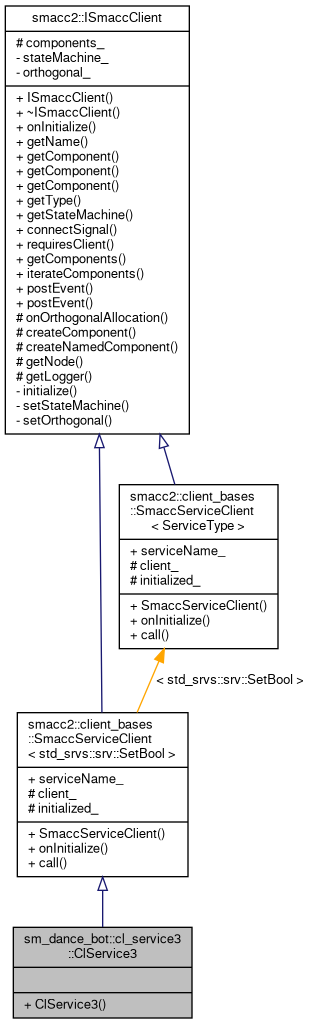 smacc2::ISmaccClient
# components_
- stateMachine_
- orthogonal_
+ ISmaccClient()
+ ~ISmaccClient()
+ onInitialize()
+ getName()
+ getComponent()
+ getComponent()
+ getComponent()
+ getType()
+ getStateMachine()
+ connectSignal()
+ requiresClient()
+ getComponents()
+ iterateComponents()
+ postEvent()
+ postEvent()
# onOrthogonalAllocation()
# createComponent()
# createNamedComponent()
# getNode()
# getLogger()
- initialize()
- setStateMachine()
- setOrthogonal()
smacc2::client_bases
::SmaccServiceClient
< ServiceType >
+ serviceName_
# client_
# initialized_
+ SmaccServiceClient()
+ onInitialize()
+ call()
< std_srvs::srv::SetBool >
smacc2::client_bases
::SmaccServiceClient
< std_srvs::srv::SetBool >
+ serviceName_
# client_
# initialized_
+ SmaccServiceClient()
+ onInitialize()
+ call()
sm_dance_bot::cl_service3
::ClService3
+ ClService3()